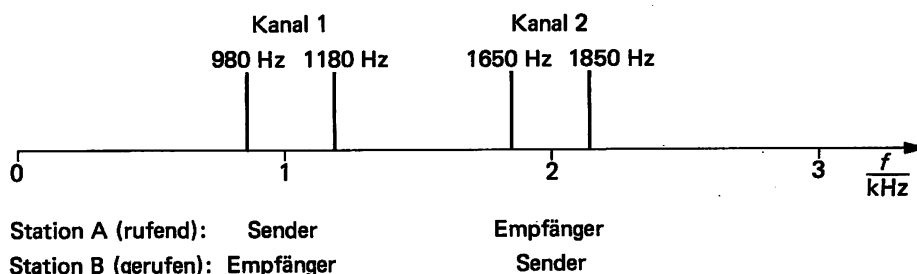 Kanal 1 Kanal 2
980 Hz 1180 Hz 1650 Hz 1850 Hz
0 1 2 3 f/kHz
Station A (rufend): Sender Empfänger
Station B (gerufen): Empfänger Sender